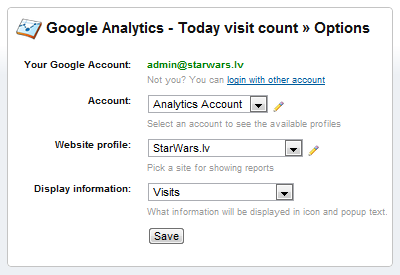 Google Analytics - Today visit count » Options
Your Google Account: admin@starwars.lv
Not you? You can login with other account
Account: Analytics Account
Select an account to see the available profiles
Website profile: StarWars.lv
Pick a site for showing reports
Display information: Visits
What information will be displayed in icon and popup text.
Save